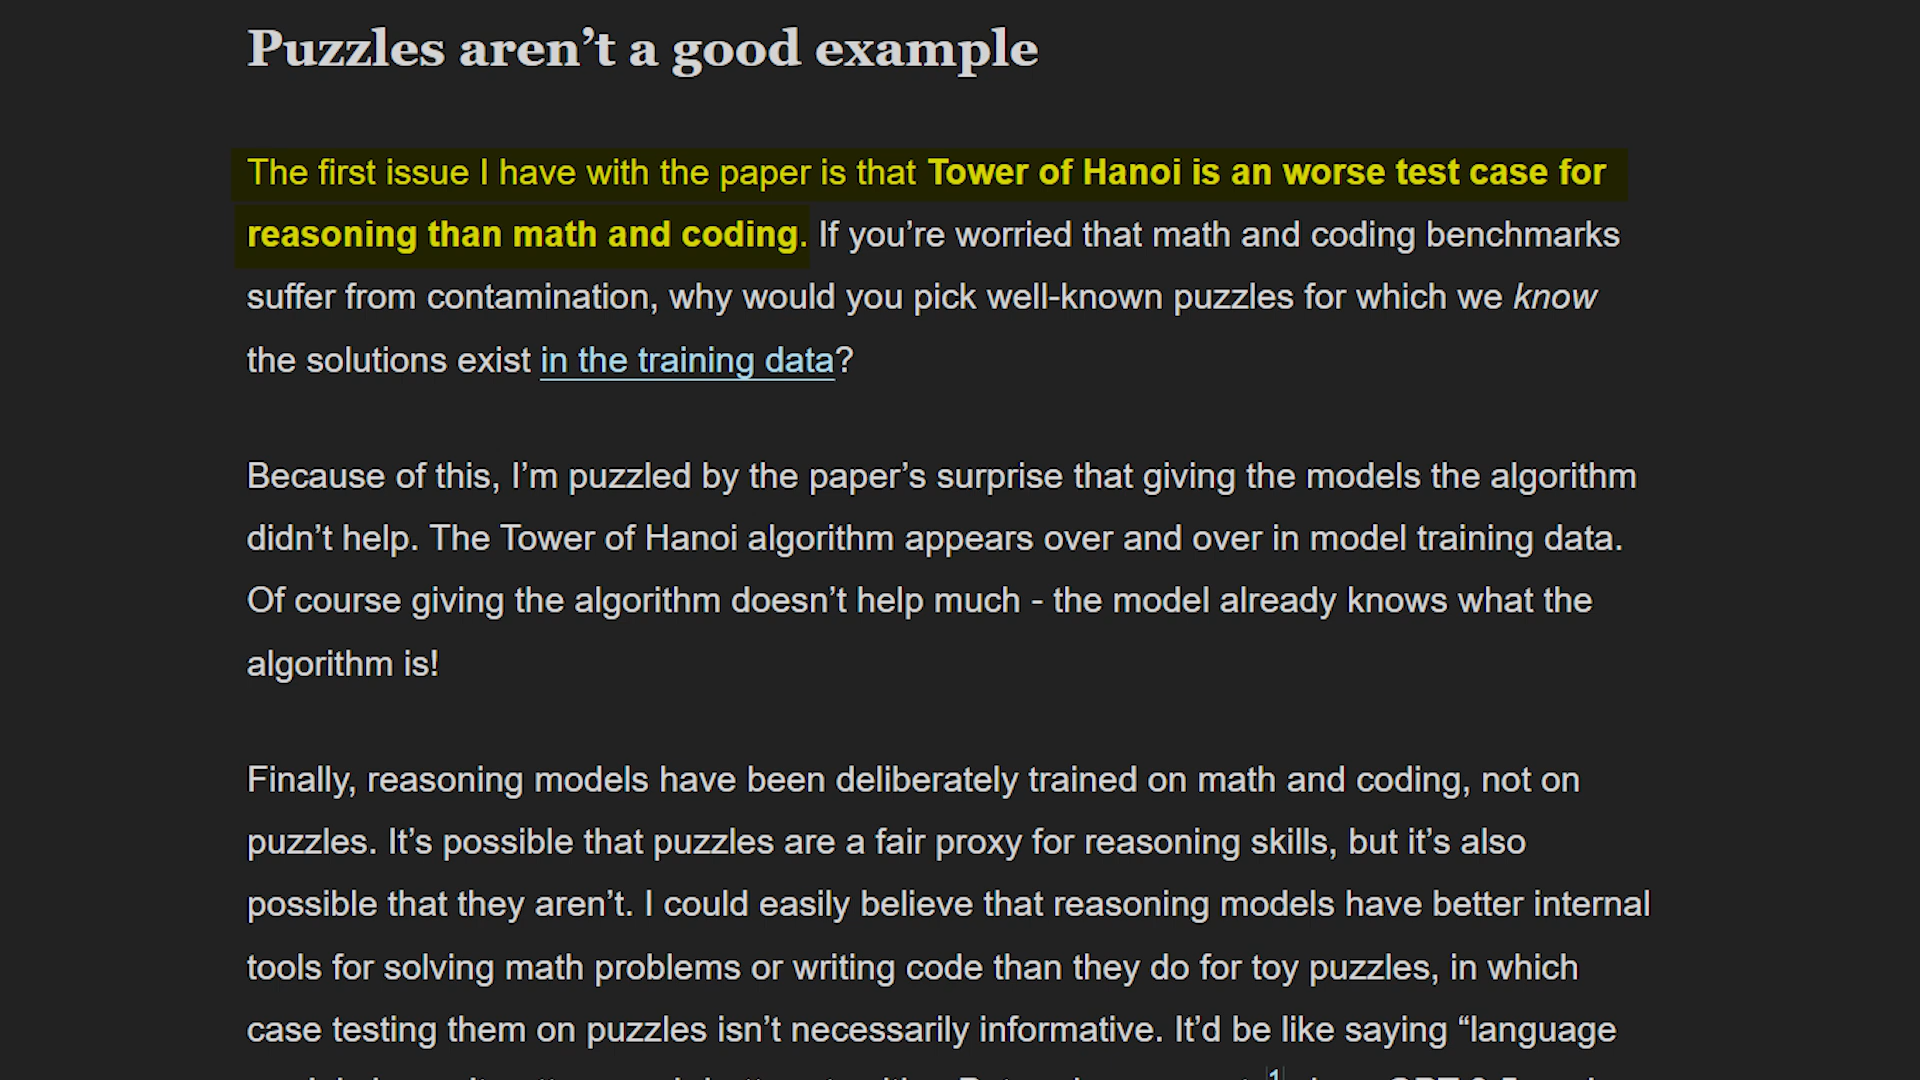 Puzzles aren’t a good example
The first issue I have with the paper is that Tower of Hanoi is an worse test case for
reasoning than math and coding. If you’re worried that math and coding benchmarks
suffer from contamination, why would you pick well-known puzzles for which we know
the solutions exist in the training data?
Because of this, I’m puzzled by the paper’s surprise that giving the models the algorithm
didn’t help. The Tower of Hanoi algorithm appears over and over in model training data.
Of course giving the algorithm doesn’t help much - the model already knows what the
algorithm is!
Finally, reasoning models have been deliberately trained on math and coding, not on
puzzles. It’s possible that puzzles are a fair proxy for reasoning skills, but it’s also
possible that they aren’t. I could easily believe that reasoning models have better internal
tools for solving math problems or writing code than they do for toy puzzles, in which
case testing them on puzzles isn’t necessarily informative. It’d be like saying “language